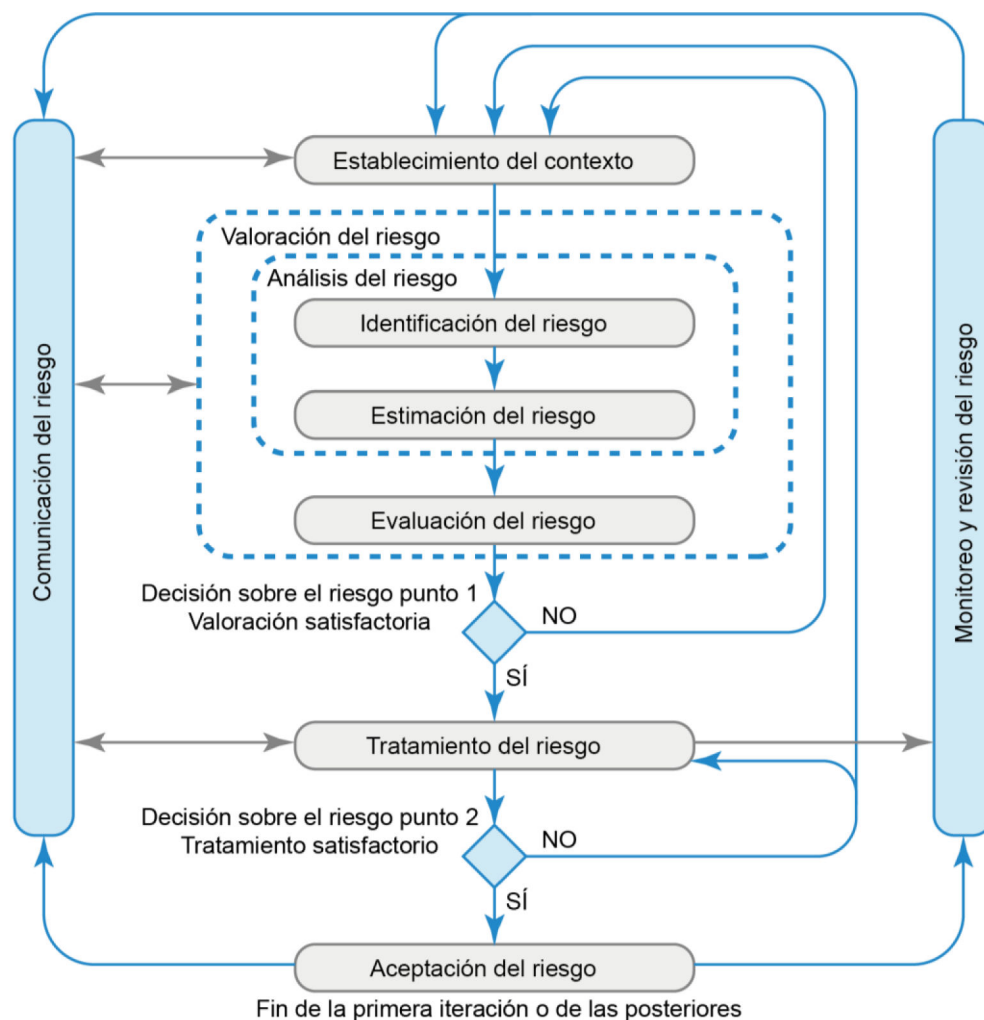 Establecimiento del contexto
Valoración del riesgo
Análisis del riesgo
Identificación del riesgo
Estimación del riesgo
Evaluación del riesgo
Comunicación del riesgo
Monitoreo y revisión del riesgo
Decisión sobre el riesgo punto 1
Valoración satisfactoria
NO
SÍ
Tratamiento del riesgo
Decisión sobre el riesgo punto 2
Tratamiento satisfactorio
NO
SÍ
Aceptación del riesgo
Fin de la primera iteración o de las posteriores